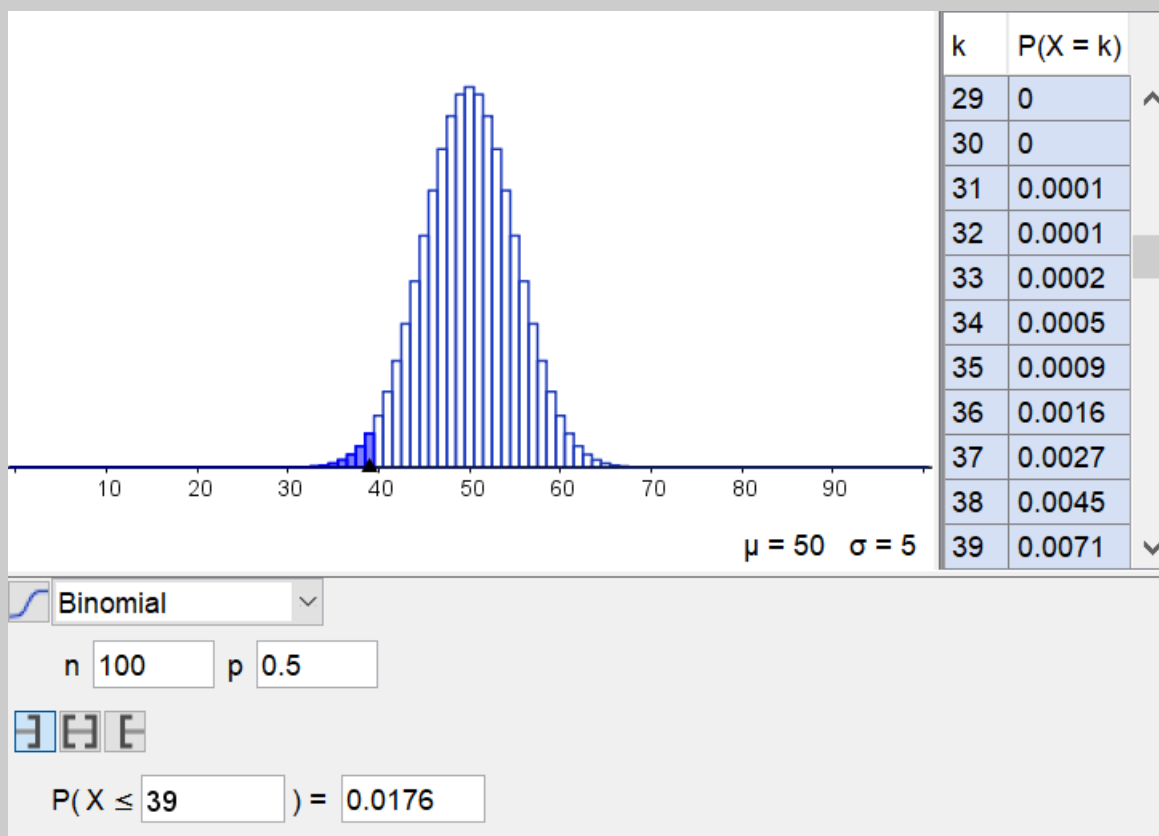 k P(X = k)
29 0
30 0
31 0.0001
32 0.0001
33 0.0002
34 0.0005
35 0.0009
36 0.0016
37 0.0027
38 0.0045
39 0.0071
10 20 30 40 50 60 70 80 90
μ = 50 σ = 5
Binomial
n 100 p 0.5
P( X ≤ 39 ) = 0.0176